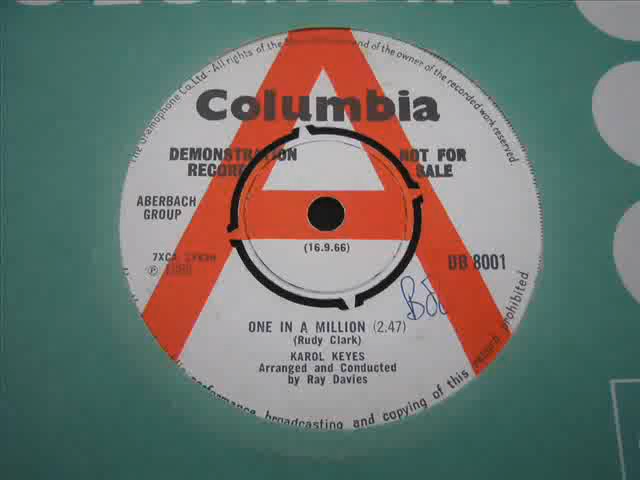 The Gramophone Co. Ltd.-All rights of the
and of the owner of the recorded work reserved.
Columbia
DEMONSTRATION NOT FOR
RECORD SALE
ABERBACH
GROUP
7XCA
(16.9.66)
DB 8001
℗ 1966
ONE IN A MILLION (2.47)
(Rudy Clark)
KAROL KEYES
Arranged and Conducted
by Ray Davies
performance broadcasting and copying of this record prohibited